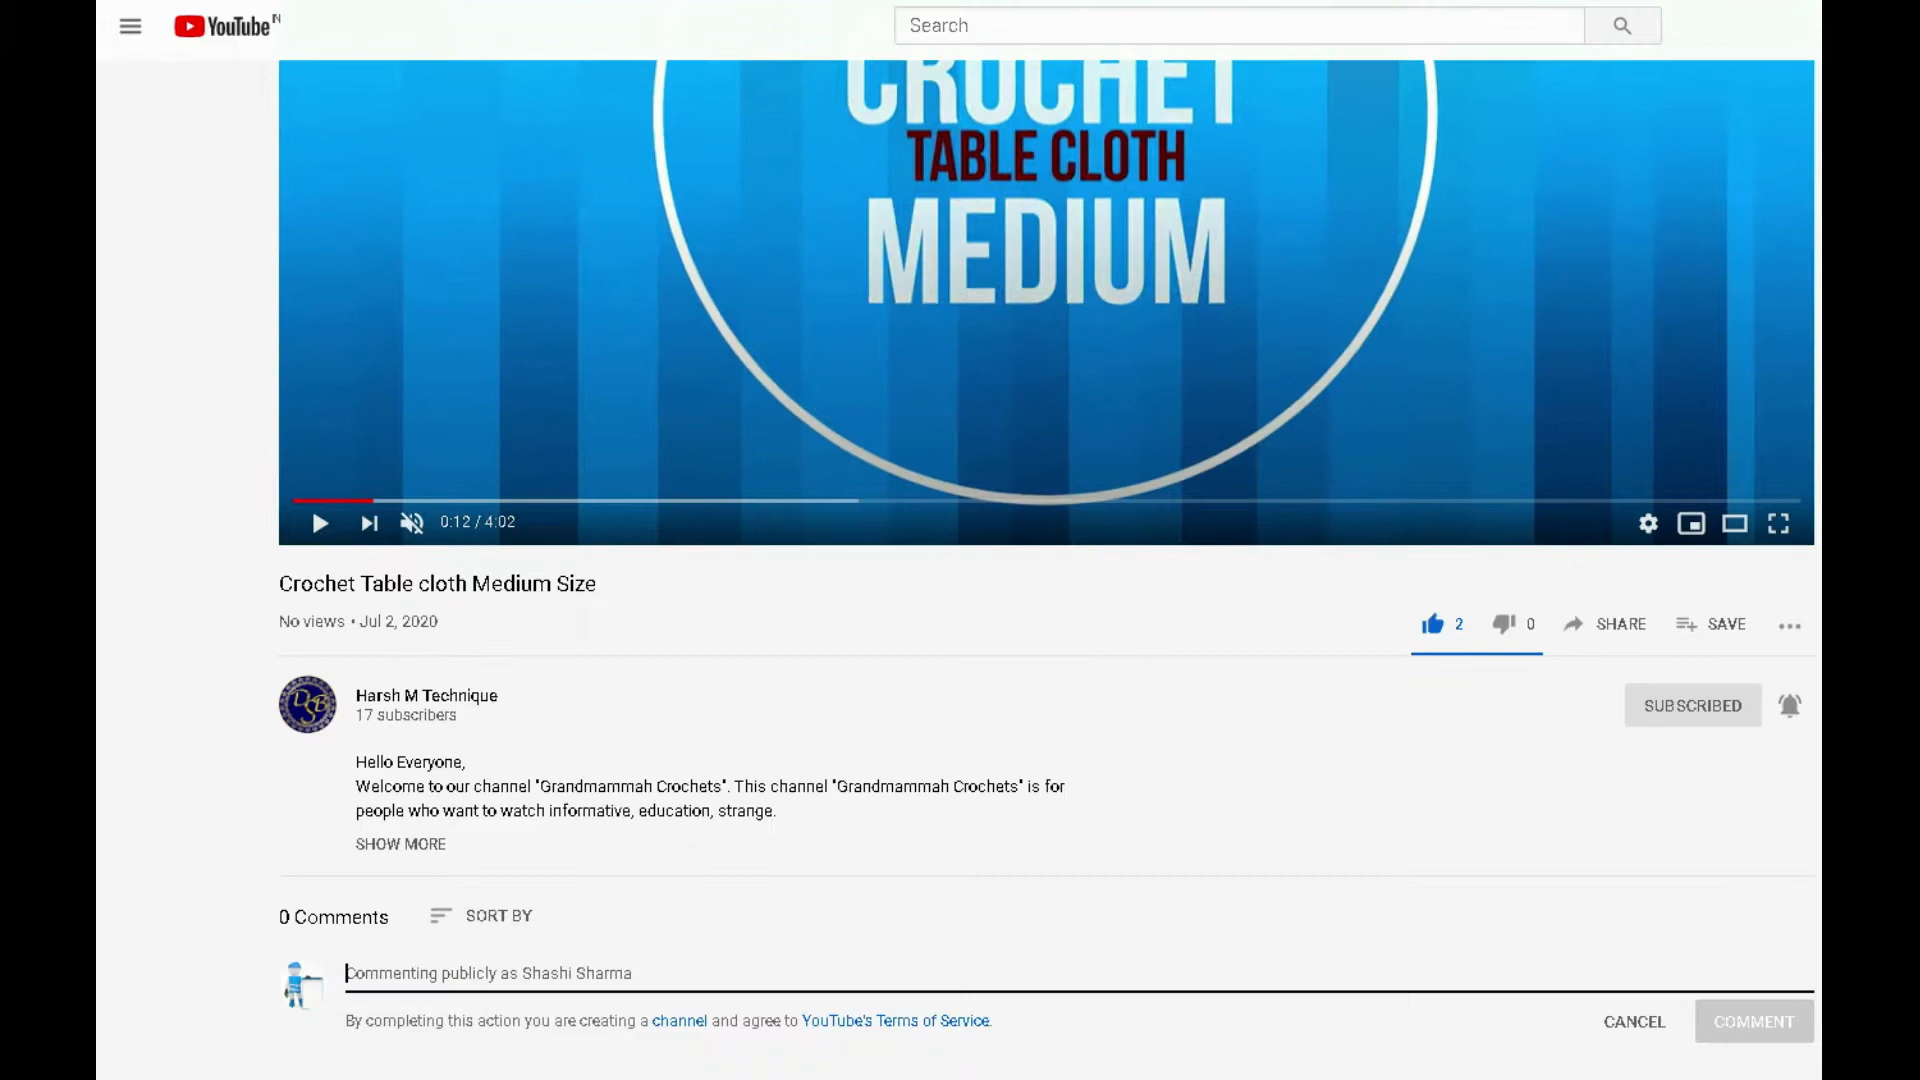 YouTube IN
Search
CROCHET
TABLE CLOTH
MEDIUM
0:12 / 4:02
Crochet Table cloth Medium Size
No views • Jul 2, 2020
2 0 SHARE SAVE
DSB
Harsh M Technique
17 subscribers
SUBSCRIBED
Hello Everyone,
Welcome to our channel "Grandmammah Crochets". This channel "Grandmammah Crochets" is for
people who want to watch informative, education, strange.
SHOW MORE
0 Comments SORT BY
Commenting publicly as Shashi Sharma
By completing this action you are creating a channel and agree to YouTube's Terms of Service.
CANCEL COMMENT